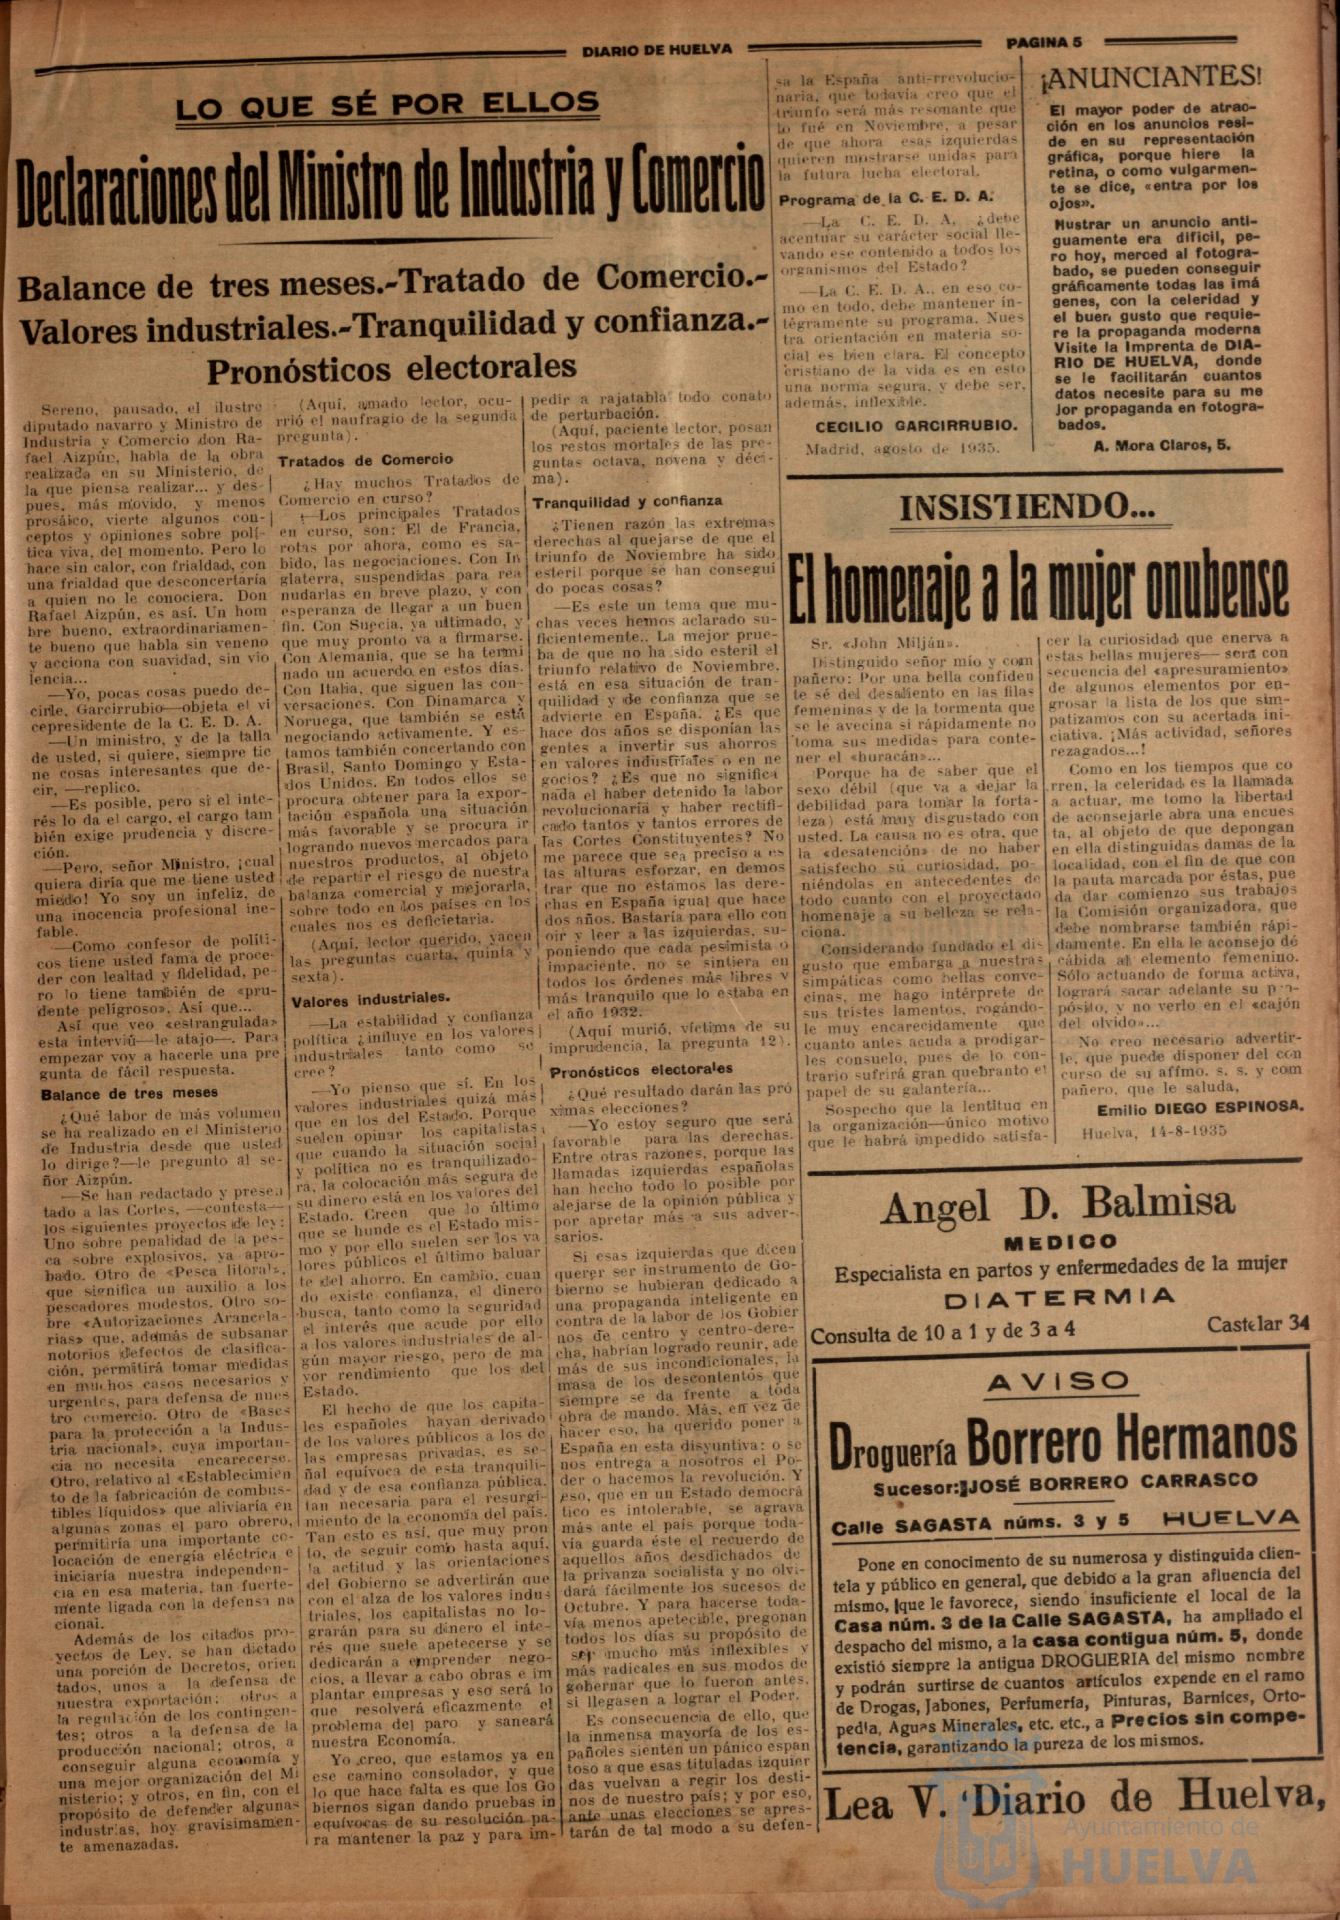 DIARIO DE HUELVA
PAGINA 5
LO QUE SÉ POR ELLOS
Declaraciones del Ministro de Industria y Comercio
Balance de tres meses.-Tratado de Comercio.-
Valores industriales.-Tranquilidad y confianza.-
Pronósticos electorales
Sereno, pausado, el ilustre
diputado navarro y Ministro de
Industria y Comercio don Ra-
fael Aizpún, habla de la obra
realizada en su Ministerio, de
la que piensa realizar... y des-
pues, más movido, y menos
prosáico, vierte algunos con-
ceptos y opiniones sobre polí-
tica viva, del momento. Pero lo
hace sin calor, con frialdad, con
una frialdad que desconcertaría
a quien no le conociera. Don
Rafael Aizpún, es así. Un hom
bre bueno, extraordinariamen-
te bueno que habla sin veneno
y acciona con suavidad, sin vio
lencia...
—Yo, pocas cosas puedo de-
cirle, Garcirrubio—objeta el vi
cepresidente de la C. E. D. A.
—Un ministro, y de la talla
de usted, si quiere, siempre tie
ne cosas interesantes que de-
cir, —replico.
—Es posible, pero si el inte-
rés lo da el cargo, el cargo tam
bién exige prudencia y discre-
ción.
—Pero, señor Ministro, ¡cual
quiera diría que me tiene usted
miedo! Yo soy un infeliz, de
una inocencia profesional ine-
fable.
—Como confesor de políti-
cos tiene usted fama de proce-
der con lealtad y fidelidad, pe-
ro lo tiene también de «pru-
dente peligroso». Así que...
Así que veo «estrangulada»
esta interviú—le atajo—. Para
empezar voy a hacerle una pre
gunta de fácil respuesta.
Balance de tres meses
¿Qué labor de más volumen
se ha realizado en el Ministerio
de Industria desde que usted
lo dirige?—le pregunto al se-
ñor Aizpún.
—Se han redactado y presen
tado a las Cortes, —contesta—
los siguientes proyectos de ley:
Uno sobre penalidad de la pes-
ca sobre explosivos, ya apro-
bado. Otro de «Pesca litoral»,
que significa un auxilio a los
pescadores modestos. Otro so-
bre «Autorizaciones Arancela-
rias» que, además de subsanar
notorios defectos de clasifica-
ción, permitirá tomar medidas
en muchos casos necesarios y
urgentes, para defensa de nues
tro comercio. Otro de «Bases
para la protección a la Indus-
tria nacional», cuya importan-
cia no necesita encarecerse.
Otro, relativo al «Establecimien
to de la fabricación de combus-
tibles líquidos» que aliviaría en
algunas zonas el paro obrero,
permitiría una importante co-
locación de energía eléctrica e
iniciaría nuestra independen-
cia en esa materia, tan fuerte-
mente ligada con la defensa na
cional.
Además de los citados pro-
yectos de Ley, se han dictado
una porción de Decretos, orien
tados, unos a la defensa de
nuestra exportación; otros a
la regulación de los contingen-
tes; otros a la defensa de la
producción nacional; otros, a
conseguir alguna economía y
una mejor organización del Mi
nisterio; y otros, en fin, con el
propósito de defender algunas
industrias, hoy gravisimamen-
te amenazadas.
(Aquí, amado lector, ocu-
rrió el naufragio de la segunda
pregunta).
Tratados de Comercio
¿Hay muchos Tratados de
Comercio en curso?
—Los principales Tratados
en curso, son: El de Francia,
rotas por ahora, como es sa-
bido, las negociaciones. Con In
glaterra, suspendidas para rea
nudarlas en breve plazo, y con
esperanza de llegar a un buen
fin. Con Suecia, ya ultimado, y
que muy pronto va a firmarse.
Con Alemania, que se ha termi
nado un acuerdo en estos días.
Con Italia, que siguen las con-
versaciones. Con Dinamarca y
Noruega, que también se está
negociando activamente. Y es-
tamos también concertando con
Brasil, Santo Domingo y Esta-
dos Unidos. En todos ellos se
procura obtener para la expor-
tación española una situación
más favorable y se procura ir
logrando nuevos mercados para
nuestros productos, al objeto
de repartir el riesgo de nuestra
balanza comercial y mejorarla,
sobre todo en los países en los
cuales nos es deficietaria.
(Aquí, lector querido, yacen
las preguntas cuarta, quinta y
sexta).
Valores industriales.
—La estabilidad y confianza
política ¿influye en los valores
industriales tanto como se
cree?
—Yo pienso que sí. En los
valores industriales quizá más
que en los del Estado. Porque
suelen opinar los capitalistas
que cuando la situación social
y política no es tranquilizado-
ra, la colocación más segura de
su dinero está en los valores del
Estado. Creen que lo último
que se hunde es el Estado mis-
mo y por ello suelen ser los va
lores públicos el último baluar
te del ahorro. En cambio, cuan
do existe confianza, el dinero
busca, tanto como la seguridad
el interés que acude por ello
a los valores industriales de al-
gún mayor riesgo, pero de ma
yor rendimiento que los del
Estado.
El hecho de que los capita-
les españoles hayan derivado
de los valores públicos a los de
las empresas privadas, es se-
ñal equívoca de esta tranquili-
dad y de esa confianza pública,
tan necesaria para el resurgi-
miento de la economía del país.
Tan esto es así, que muy pron
to, de seguir como hasta aquí,
la actitud y las orientaciones
del Gobierno se advertirán que
con el alza de los valores indus
triales, los capitalistas no lo-
grarán para su dinero el inte-
rés que suele apetecerse y se
dedicarán a emprender nego-
cios, a llevar a cabo obras e im
plantar empresas y eso será lo
que resolverá eficazmente el
problema del paro y saneará
nuestra Economía.
Yo creo, que estamos ya en
ese camino consolador, y que
lo que hace falta es que los Go
biernos sigan dando pruebas in
equívocas de su resolución pa-
ra mantener la paz y para im-
pedir a rajatabla todo conato
de perturbación.
(Aquí, paciente lector, posan
los restos mortales de las pre-
guntas octava, novena y déci-
ma).
Tranquilidad y confianza
¿Tienen razón las extremas
derechas al quejarse de que el
triunfo de Noviembre ha sido
esteril porque se han consegui
do pocas cosas?
—Es este un tema que mu-
chas veces hemos aclarado su-
ficientemente.. La mejor prue-
ba de que no ha sido esteril el
triunfo relativo de Noviembre,
está en esa situación de tran-
quilidad y de confianza que se
advierte en España. ¿Es que
hace dos años se disponían las
gentes a invertir sus ahorros
en valores industriales o en ne
gocios? ¿Es que no significa
nada el haber detenido la labor
revolucionaria y haber rectifi-
cado tantos y tantos errores de
las Cortes Constituyentes? No
me parece que sea preciso a es
tas alturas esforzar, en demos
trar que no estamos las dere-
chas en España igual que hace
dos años. Bastaría para ello con
oir y leer a las izquierdas, su-
poniendo que cada pesimista o
impaciente, no se sintiera en
todos los órdenes más libres y
más tranquilo que lo estaba en
el año 1932.
(Aquí murió, víctima de su
imprudencia, la pregunta 12).
Pronósticos electorales
¿Qué resultado darán las pró
ximas elecciones?
—Yo estoy seguro que será
favorable para las derechas.
Entre otras razones, porque las
llamadas izquierdas españolas
han hecho todo lo posible por
alejarse de la opinión pública y
por apretar más a sus adver-
sarios.
Si esas izquierdas que dicen
querer ser instrumento de Go-
bierno se hubieran dedicado a
una propaganda inteligente en
contra de la labor de los Gobier
nos de centro y centro-dere-
cha, habrían logrado reunir, ade
más de sus incondicionales, la
masa de los descontentos que
siempre se da frente a toda
obra de mando. Más, en vez de
hacer eso, ha querido poner a
España en esta disyuntiva: o se
nos entrega a nosotros el Po-
der o hacemos la revolución. Y
eso, que en un Estado democrá
tico es intolerable, se agrava
más ante el país porque toda-
vía guarda éste el recuerdo de
aquellos años desdichados de
la privanza socialista y no olvi-
dará fácilmente los sucesos de
Octubre. Y para hacerse toda-
vía menos apetecible, pregonan
todos los días su propósito de
ser mucho más inflexibles y
más radicales en sus modos de
gobernar que lo fueron antes,
si llegasen a lograr el Poder.
Es consecuencia de ello, que
la inmensa mayoría de los es-
pañoles sienten un pánico espan
toso a que esas tituladas izquier
das vuelvan a regir los desti-
nos de nuestro país; y por eso,
ante unas elecciones se apres-
tarán de tal modo a su defen-
sa la España anti-rrevolucio-
naria, que todavía creo que el
triunfo será más resonante que
lo fué en Noviembre, a pesar
de que ahora esas izquierdas
quieren mostrarse unidas para
la futura lucha electoral.
Programa de la C. E. D. A.
—La C. E. D. A, ¿debe
acentuar su carácter social lle-
vando ese contenido a todos los
organismos del Estado?
—La C. E. D. A., en eso co-
mo en todo, debe mantener ín-
tégramente su programa. Nues
tra orientación en materia so-
cial es bien clara. El concepto
cristiano de la vida es en esto
una norma segura, y debe ser,
además, inflexible.
CECILIO GARCIRRUBIO.
Madrid, agosto de 1935.
¡ANUNCIANTES!
El mayor poder de atrac-
ción en los anuncios resi-
de en su representación
gráfica, porque hiere la
retina, o como vulgarmen-
te se dice, «entra por los
ojos».
Ilustrar un anuncio anti-
guamente era difícil, pe-
ro hoy, merced al fotogra-
bado, se pueden conseguir
gráficamente todas las imá
genes, con la celeridad y
el buen gusto que requie-
re la propaganda moderna
Visite la Imprenta de DIA-
RIO DE HUELVA, donde
se le facilitarán cuantos
datos necesite para su me
jor propaganda en fotogra-
bados.
A. Mora Claros, 5.
INSISTIENDO...
El homenaje a la mujer onubense
Sr. «John Milján».
Distinguido señor mío y com
pañero: Por una bella confiden
te sé del desaliento en las filas
femeninas y de la tormenta que
se le avecina si rápidamente no
toma sus medidas para conte-
ner el «huracán»...
Porque ha de saber que el
sexo débil (que va a dejar la
debilidad para tomar la forta-
leza) está muy disgustado con
usted. La causa no es otra, que
la «desatención» de no haber
satisfecho su curiosidad, po-
niéndolas en antecedentes de
todo cuanto con el proyectado
homenaje a su belleza se rela-
ciona.
Considerando fundado el dis-
gusto que embarga a nuestras
simpáticas como bellas conve-
cinas, me hago intérprete de
sus tristes lamentos, rogándo-
le muy encarecidamente que
cuanto antes acuda a prodigar-
les consuelo, pues de lo con-
trario sufrirá gran quebranto el
papel de su galantería...
Sospecho que la lentitud en
la organización—único motivo
que le habrá impedido satisfa-
cer la curiosidad que enerva a
estas bellas mujeres— será con
secuencia del «apresuramiento»
de algunos elementos por en-
grosar la lista de los que sim-
patizamos con su acertada ini-
ciativa. ¡Más actividad, señores
rezagados...!
Como en los tiempos que co
rren, la celeridad es la llamada
a actuar, me tomo la libertad
de aconsejarle abra una encues
ta, al objeto de que depongan
en ella distinguidas damas de la
localidad, con el fin de que con
la pauta marcada por éstas, pue
da dar comienzo sus trabajos
la Comisión organizadora, que
debe nombrarse también rápi-
damente. En ella le aconsejo dé
cábida al elemento femenino.
Sólo actuando de forma activa,
logrará sacar adelante su pro-
pósito, y no verlo en el «cajón
del olvido»...
No creo necesario advertir-
le, que puede disponer del con
curso de su affmo. s. s. y com
pañero, que le saluda,
Emilio DIEGO ESPINOSA.
Huelva, 14-8-1935
Angel D. Balmisa
MEDICO
Especialista en partos y enfermedades de la mujer
DIATERMIA
Consulta de 10 a 1 y de 3 a 4
Castelar 34
AVISO
Droguería Borrero Hermanos
Sucesor: JOSÉ BORRERO CARRASCO
Calle SAGASTA núms. 3 y 5 HUELVA
Pone en conocimiento de su numerosa y distinguida clien-
tela y público en general, que debido a la gran afluencia del
mismo, que le favorece, siendo insuficiente el local de la
Casa núm. 3 de la Calle SAGASTA, ha ampliado el
despacho del mismo, a la casa contigua núm. 5, donde
existió siempre la antigua DROGUERIA del mismo nombre
y podrán surtirse de cuantos artículos expende en el ramo
de Drogas, Jabones, Perfumería, Pinturas, Barnices, Orto-
pedia, Aguas Minerales, etc. etc., a Precios sin compe-
tencia, garantizando la pureza de los mismos.
Lea V. 'Diario de Huelva,
Ayuntamiento de
HUELVA